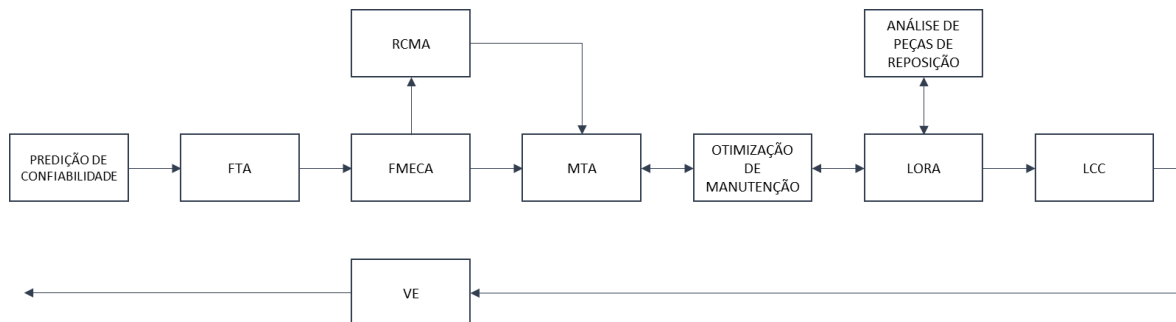 RCMA
ANÁLISE DE
PEÇAS DE
REPOSIÇÃO
PREDIÇÃO DE
CONFIABILIDADE
FTA
FMECA
MTA
OTIMIZAÇÃO
DE
MANUTENÇÃO
LORA
LCC
VE